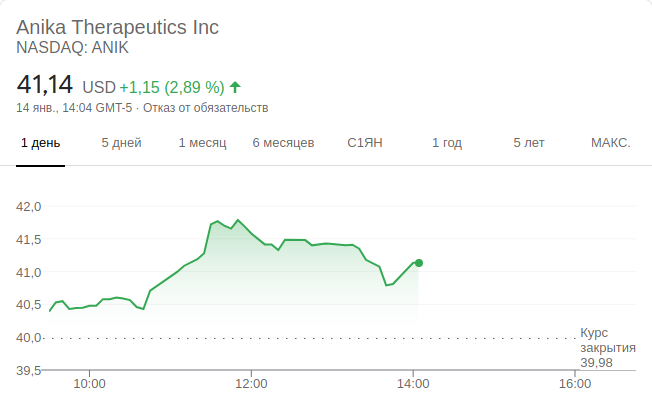 Anika Therapeutics Inc
NASDAQ: ANIK
41,14 USD +1,15 (2,89 %)
14 янв., 14:04 GMT-5 · Отказ от обязательств
1 день 5 дней 1 месяц 6 месяцев С1ЯН 1 год 5 лет МАКС.
42,0
41,5
41,0
40,5
40,0
39,5
Курс
закрытия
39,98
10:00 12:00 14:00 16:00